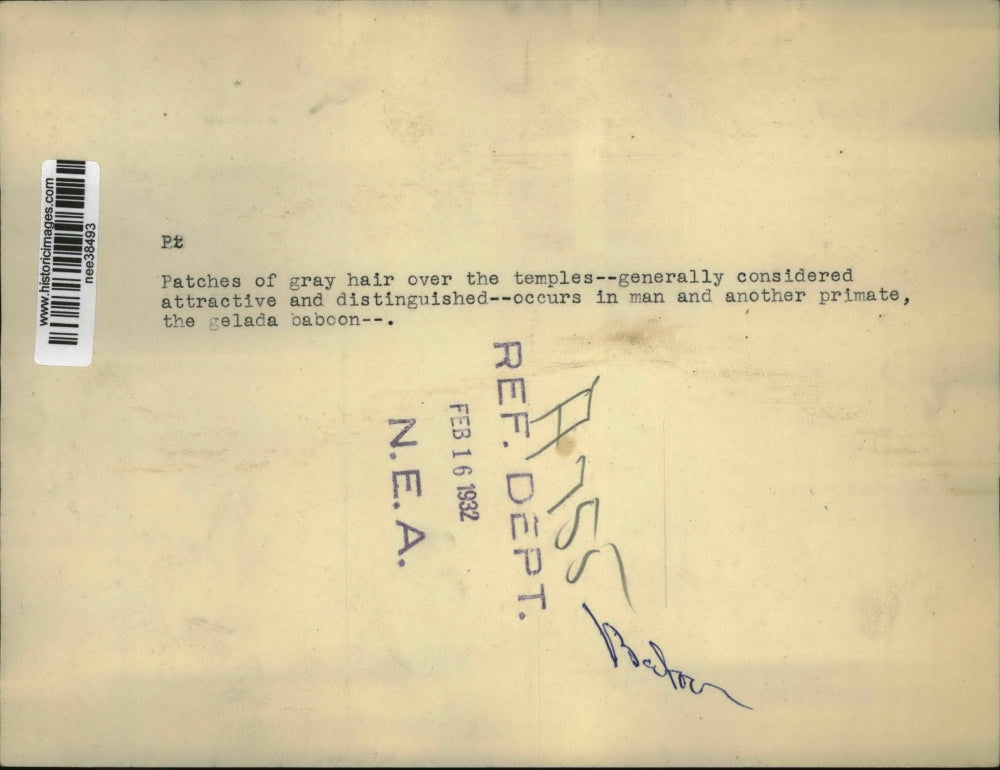 www.historicimages.com
nee38493
Patches of gray hair over the temples--generally considered
attractive and distinguished--occurs in man and another primate,
the gelada baboon--.
REF. DEPT.
FEB 16 1932
N.E.A.
Baboon